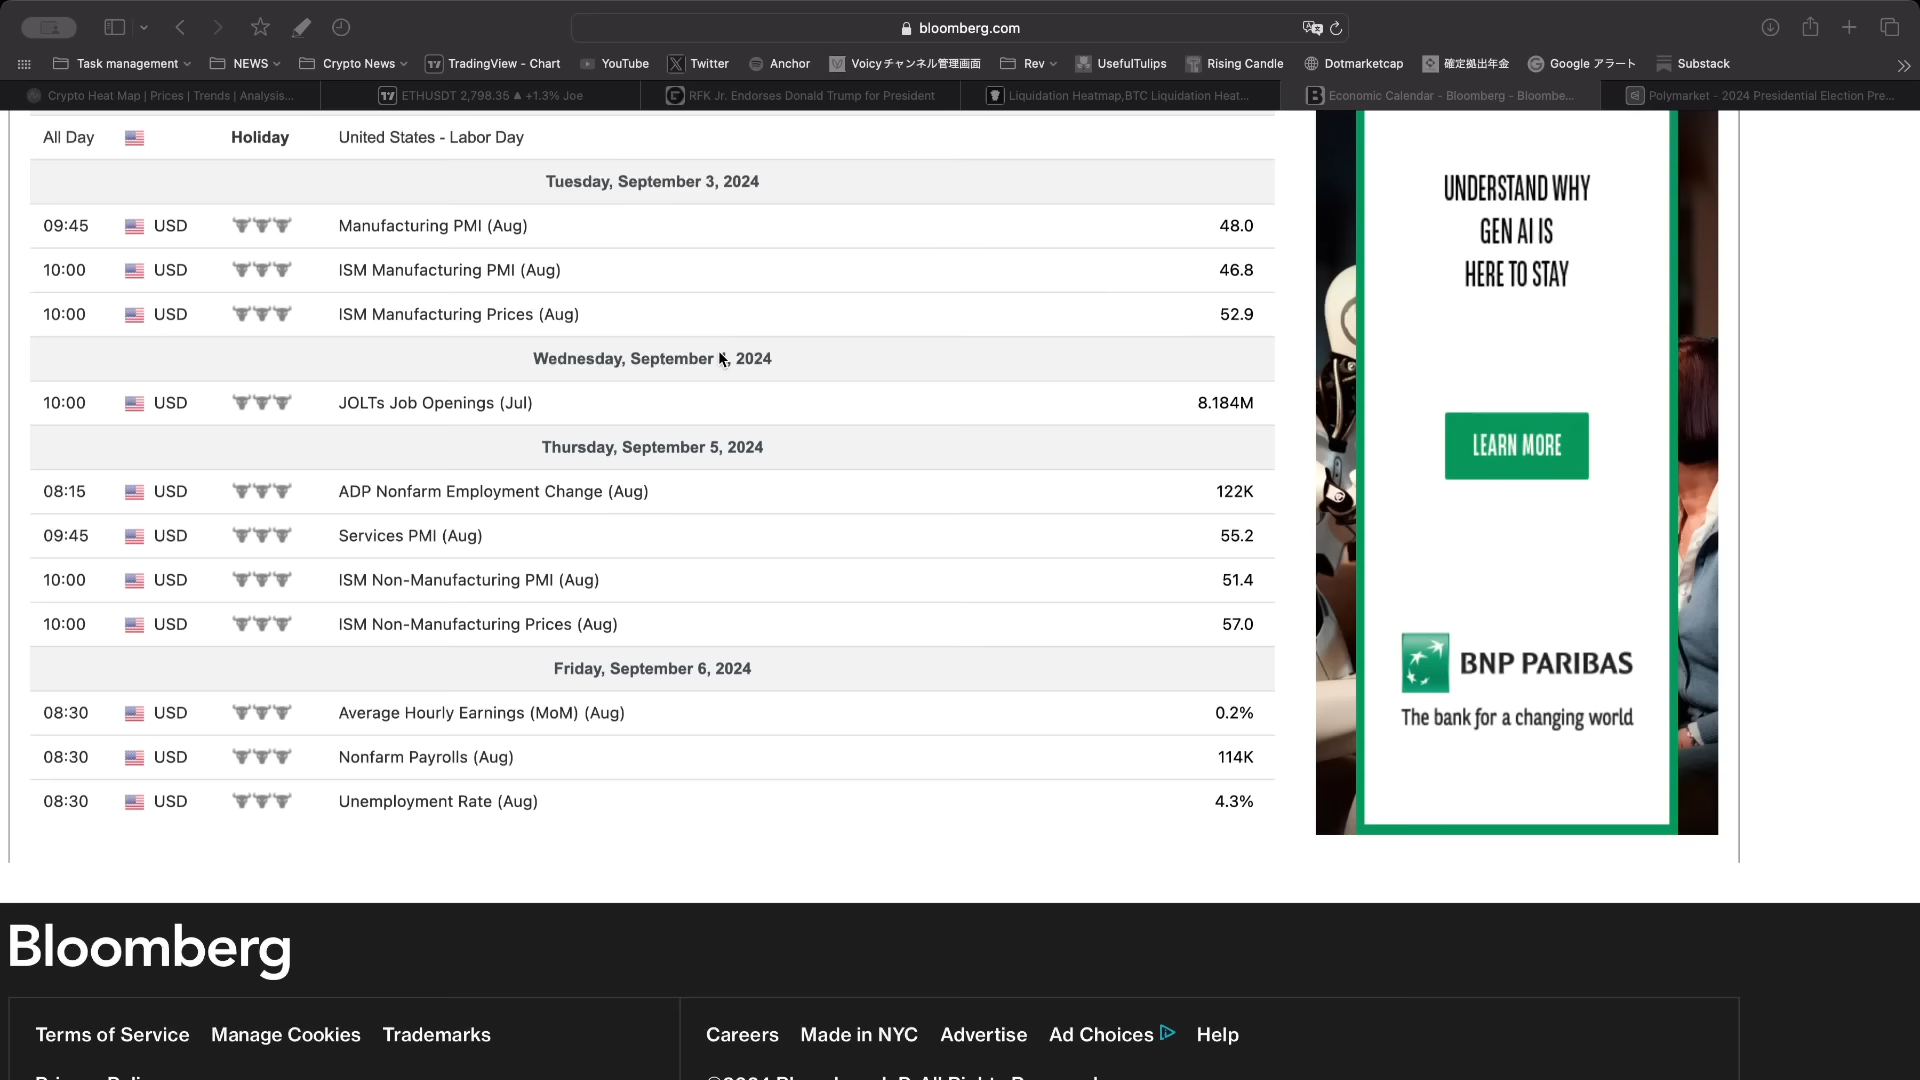 bloomberg.com
Task management NEWS Crypto News TradingView - Chart YouTube Twitter Anchor Voicyチャンネル管理画面 Rev UsefulTulips Rising Candle Dotmarketcap 確定拠出年金 Google アラート Substack
Crypto Heat Map | Prices | Trends | Analysis... ETHUSDT 2,798.35 ▲ +1.3% Joe RFK Jr. Endorses Donald Trump for President Liquidation Heatmap,BTC Liquidation Heat... Economic Calendar - Bloomberg - Bloombe... Polymarket - 2024 Presidential Election Pre...
All Day Holiday United States - Labor Day
Tuesday, September 3, 2024
09:45 USD Manufacturing PMI (Aug) 48.0
10:00 USD ISM Manufacturing PMI (Aug) 46.8
10:00 USD ISM Manufacturing Prices (Aug) 52.9
Wednesday, September , 2024
10:00 USD JOLTs Job Openings (Jul) 8.184M
Thursday, September 5, 2024
08:15 USD ADP Nonfarm Employment Change (Aug) 122K
09:45 USD Services PMI (Aug) 55.2
10:00 USD ISM Non-Manufacturing PMI (Aug) 51.4
10:00 USD ISM Non-Manufacturing Prices (Aug) 57.0
Friday, September 6, 2024
08:30 USD Average Hourly Earnings (MoM) (Aug) 0.2%
08:30 USD Nonfarm Payrolls (Aug) 114K
08:30 USD Unemployment Rate (Aug) 4.3%
UNDERSTAND WHY
GEN AI IS
HERE TO STAY
LEARN MORE
BNP PARIBAS
The bank for a changing world
Bloomberg
Terms of Service Manage Cookies Trademarks
Careers Made in NYC Advertise Ad Choices Help